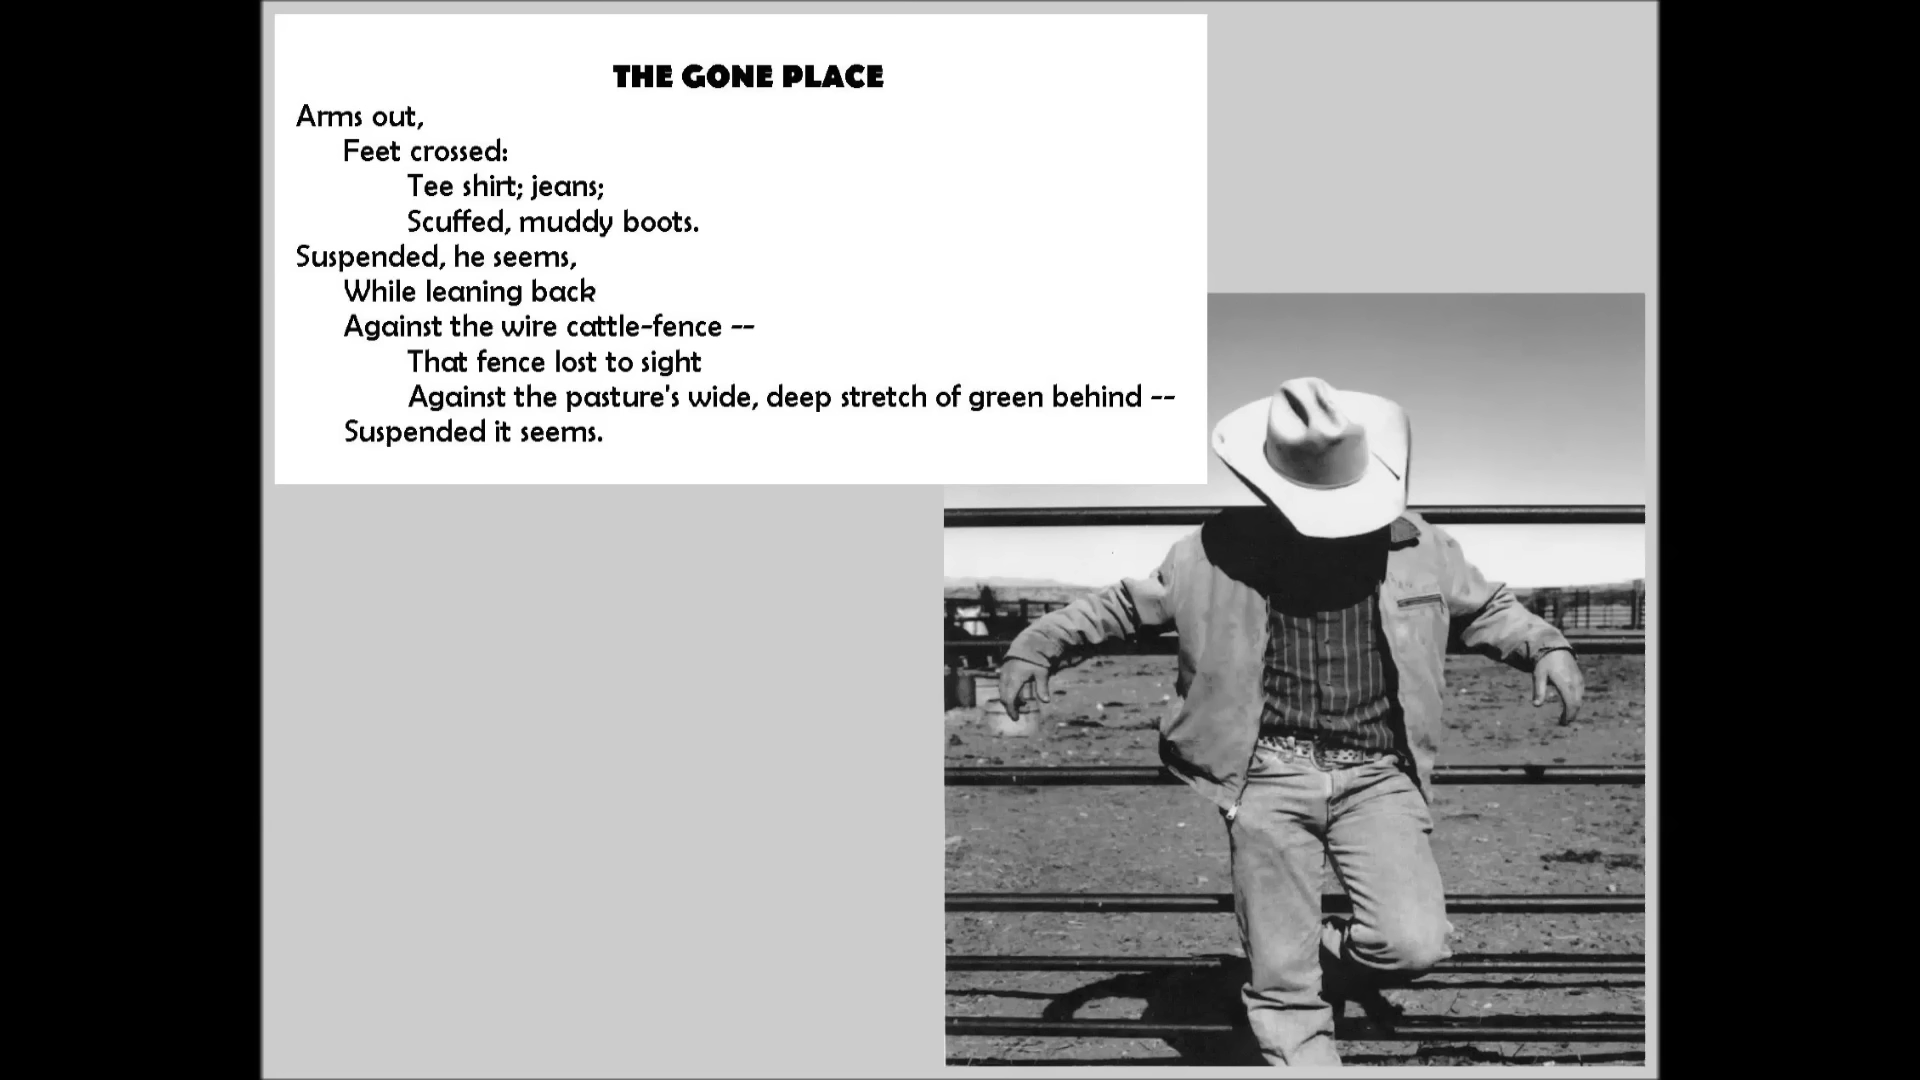 THE GONE PLACE
Arms out,
Feet crossed:
Tee shirt; jeans;
Scuffed, muddy boots.
Suspended, he seems,
While leaning back
Against the wire cattle-fence --
That fence lost to sight
Against the pasture's wide, deep stretch of green behind --
Suspended it seems.